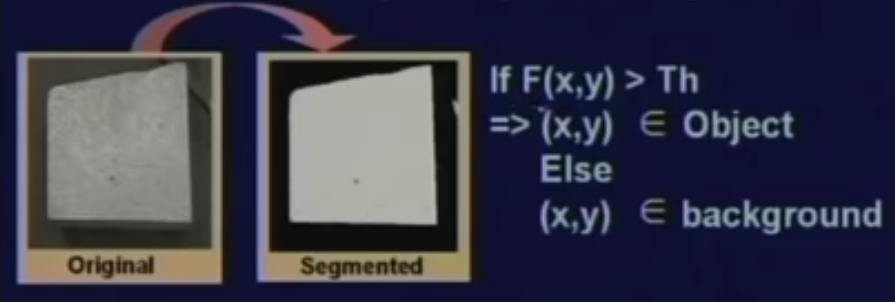 Original
Segmented
If F(x,y) > Th
=> (x,y) ∈ Object
Else
(x,y) ∈ background